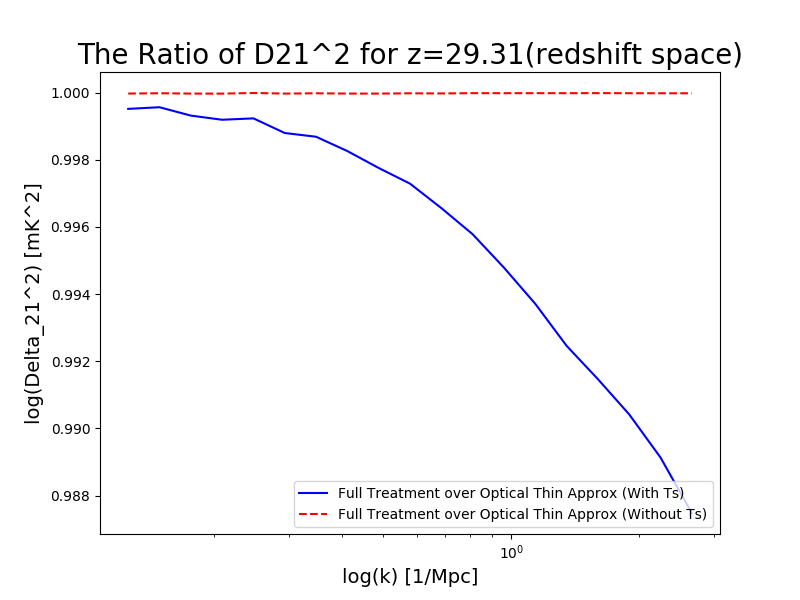 The Ratio of D21^2 for z=29.31(redshift space)
log(Delta_21^2) [mK^2]
1.000
0.998
0.996
0.994
0.992
0.990
0.988
Full Treatment over Optical Thin Approx (With Ts)
Full Treatment over Optical Thin Approx (Without Ts)
10^0
log(k) [1/Mpc]